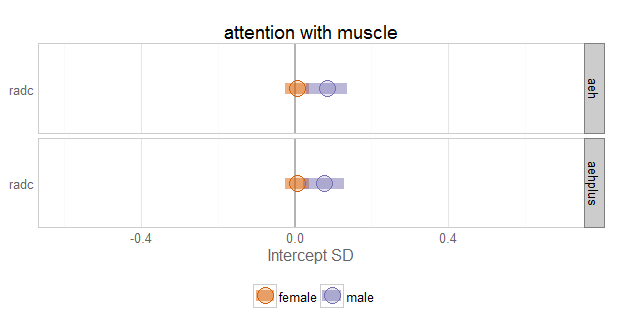 attention with muscle
radc
aeh
radc
aehplus
-0.4 0.0 0.4
Intercept SD
female male